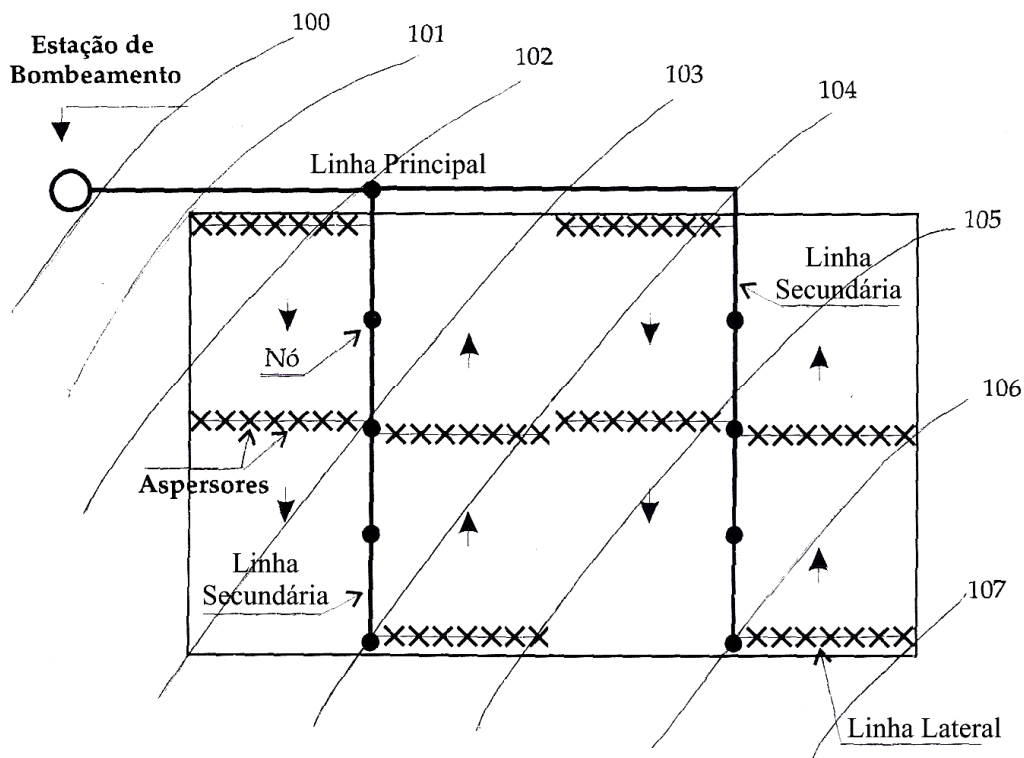 100
101
102
103
104
105
106
107
Estação de
Bombeamento
Linha Principal
Linha
Secundária
Nó
Aspersores
Linha
Secundária
Linha Lateral